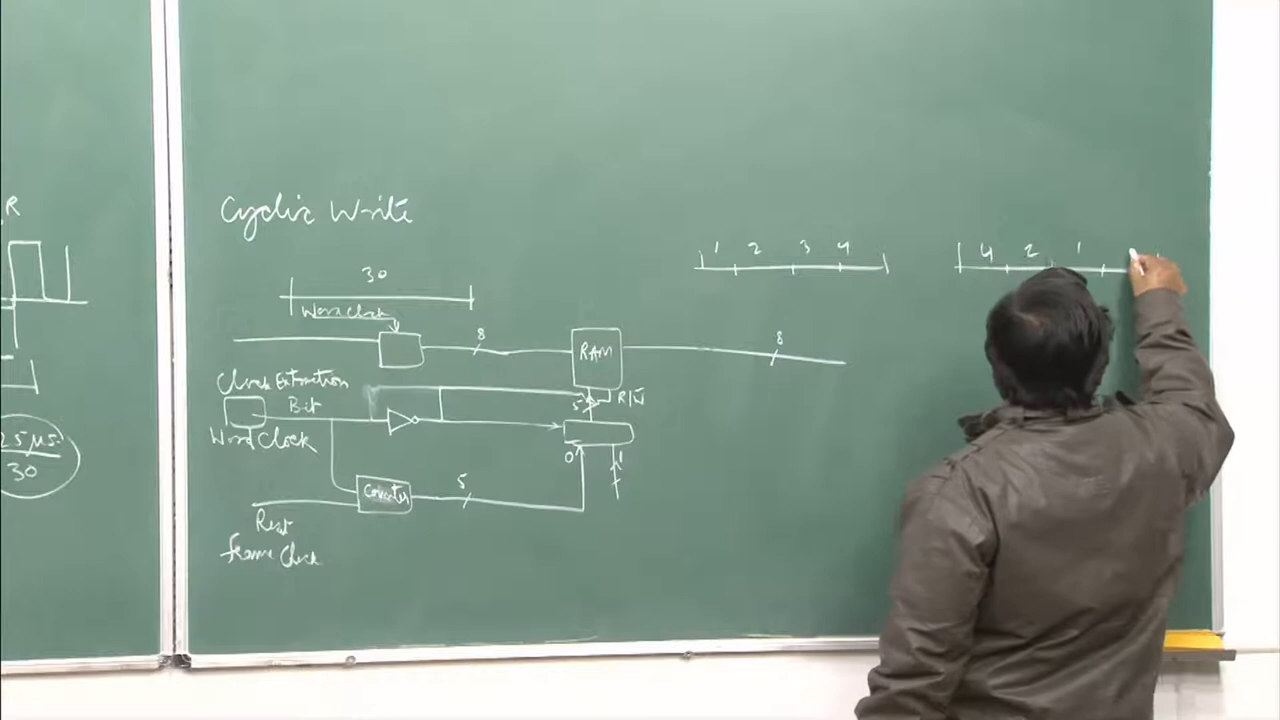 R
Cyclic Write
1 2 3 4
4 2 1
30
Word Clock
8
RAM
8
Clock Extraction
Bit
5
R/W̅
Word Clock
25 μs.
30
0
1
Counter
5
Reset
frame Clock